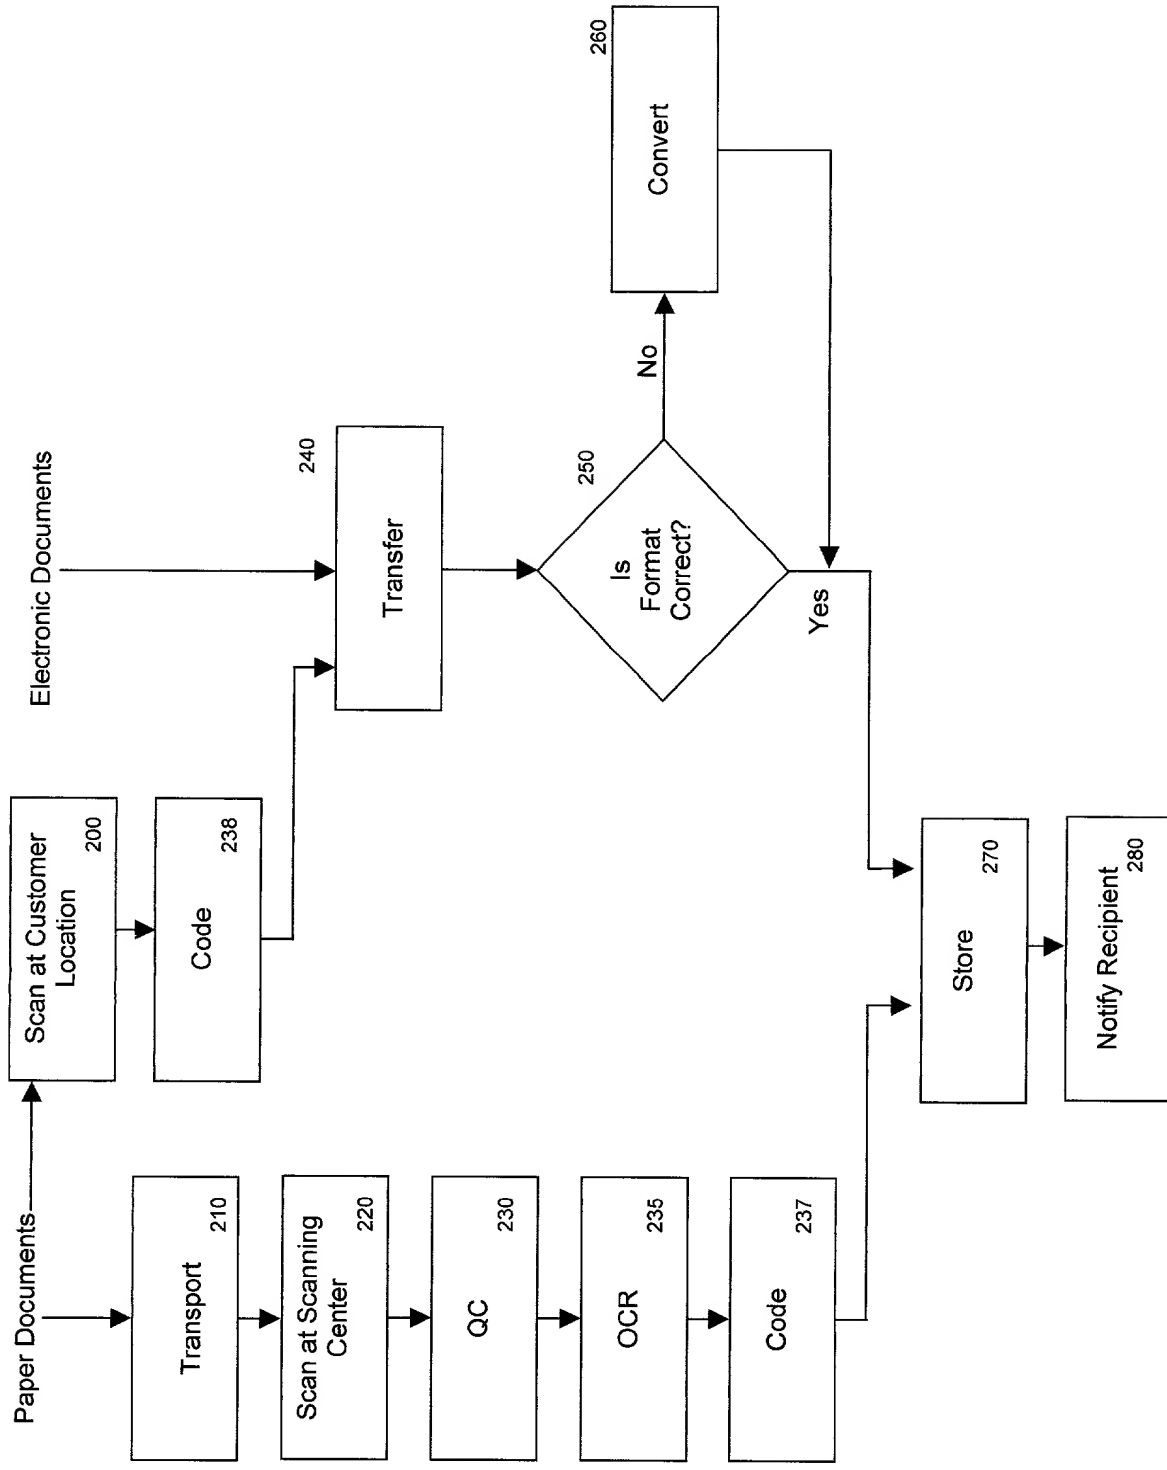 Paper Documents
Transport
210
Scan at Scanning
Center
220
QC
230
OCR
235
Code
237
Scan at Customer
Location
200
Code
238
Electronic Documents
Transfer
240
Is
Format
Correct?
250
No
Yes
Convert
260
Store
270
Notify Recipient
280